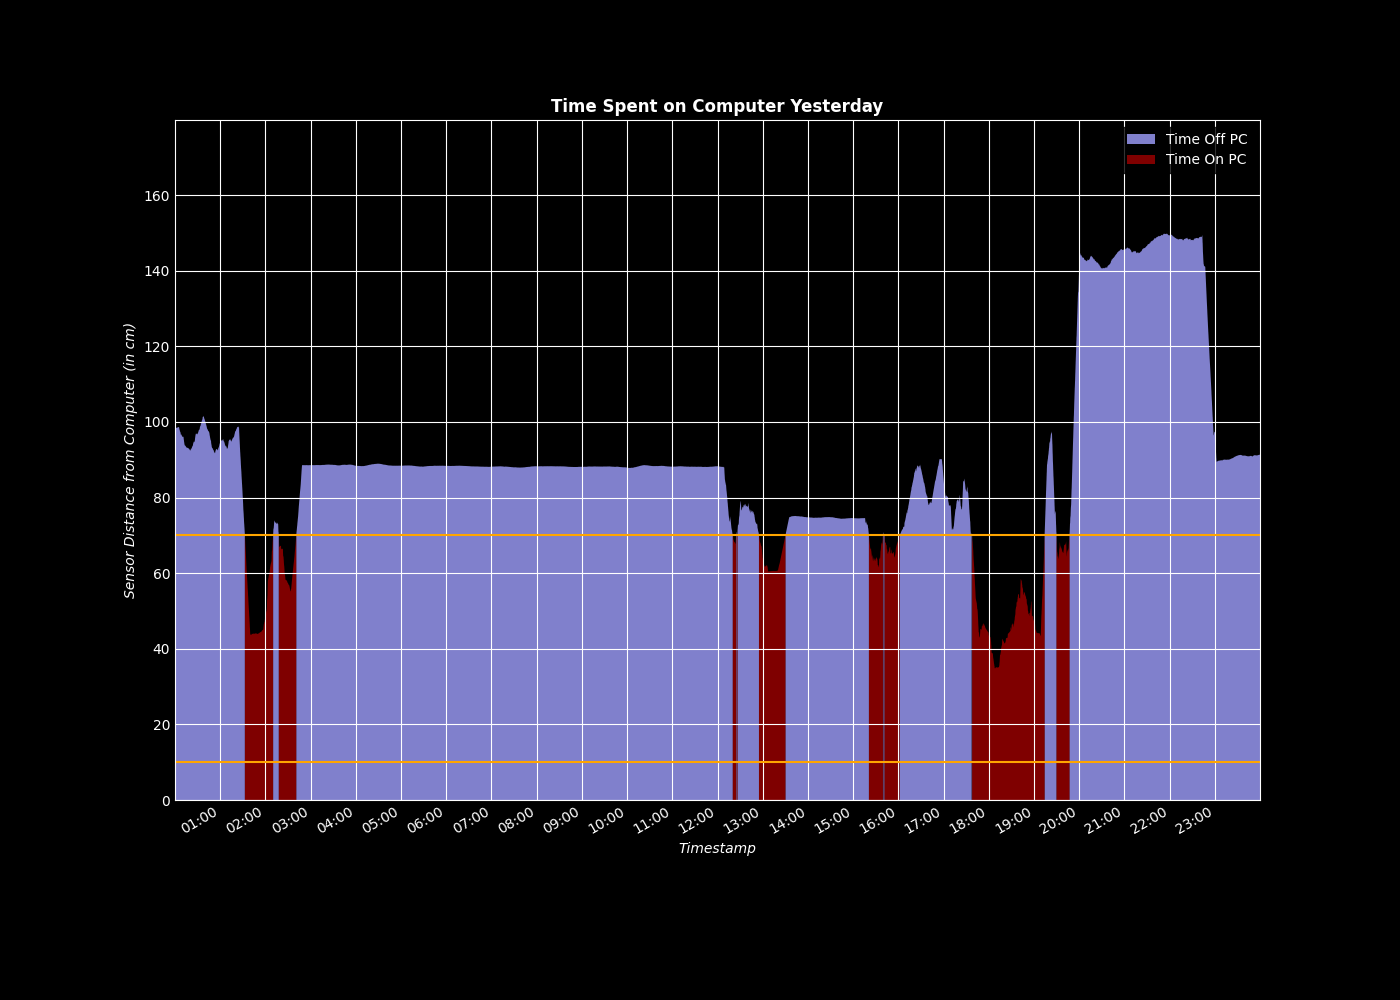 Time Spent on Computer Yesterday
Time Off PC
Time On PC
Sensor Distance from Computer (in cm)
160
140
120
100
80
60
40
20
0
01:00 02:00 03:00 04:00 05:00 06:00 07:00 08:00 09:00 10:00 11:00 12:00 13:00 14:00 15:00 16:00 17:00 18:00 19:00 20:00 21:00 22:00 23:00
Timestamp